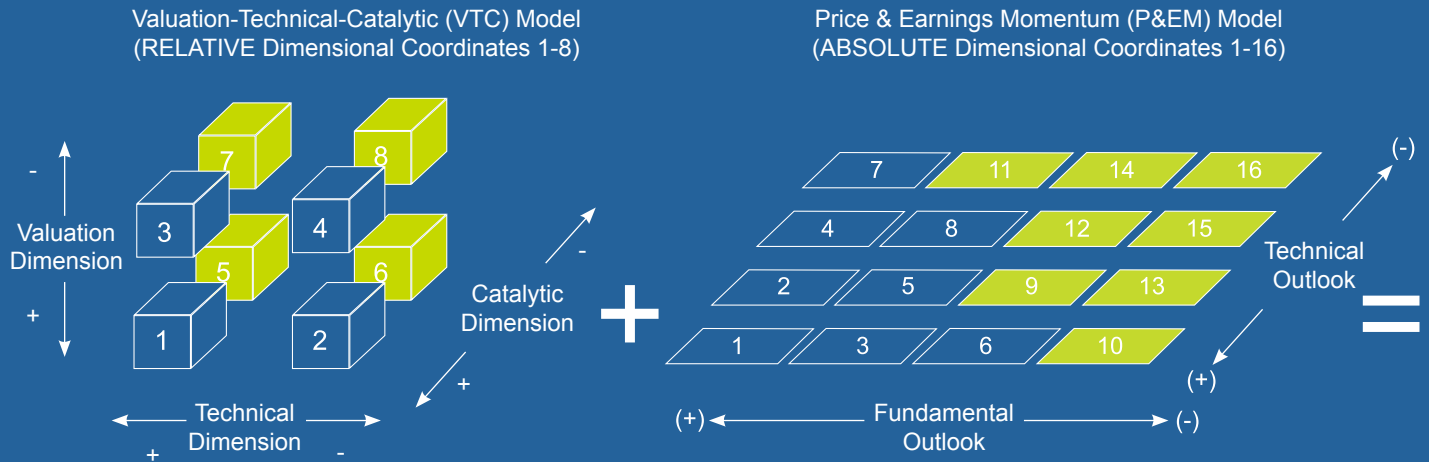 Valuation-Technical-Catalytic (VTC) Model
(RELATIVE Dimensional Coordinates 1-8)
Price & Earnings Momentum (P&EM) Model
(ABSOLUTE Dimensional Coordinates 1-16)
-
Valuation
Dimension
+
7
8
3
4
5
6
1
2
-
Catalytic
Dimension
+
Technical
Dimension
+
-
+
7
11
14
16
4
8
12
15
2
5
9
13
1
3
6
10
(-)
Technical
Outlook
(+)
(+)
Fundamental
Outlook
(-)
=